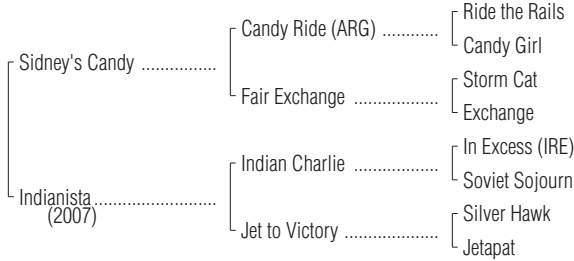 Ride the Rails
Candy Ride (ARG) ...........
Candy Girl
Sidney's Candy ...............
Storm Cat
Fair Exchange .................
Exchange
In Excess (IRE)
Indian Charlie .................
Soviet Sojourn
Indianista.........................
(2007)
Silver Hawk
Jet to Victory ...................
Jetapat